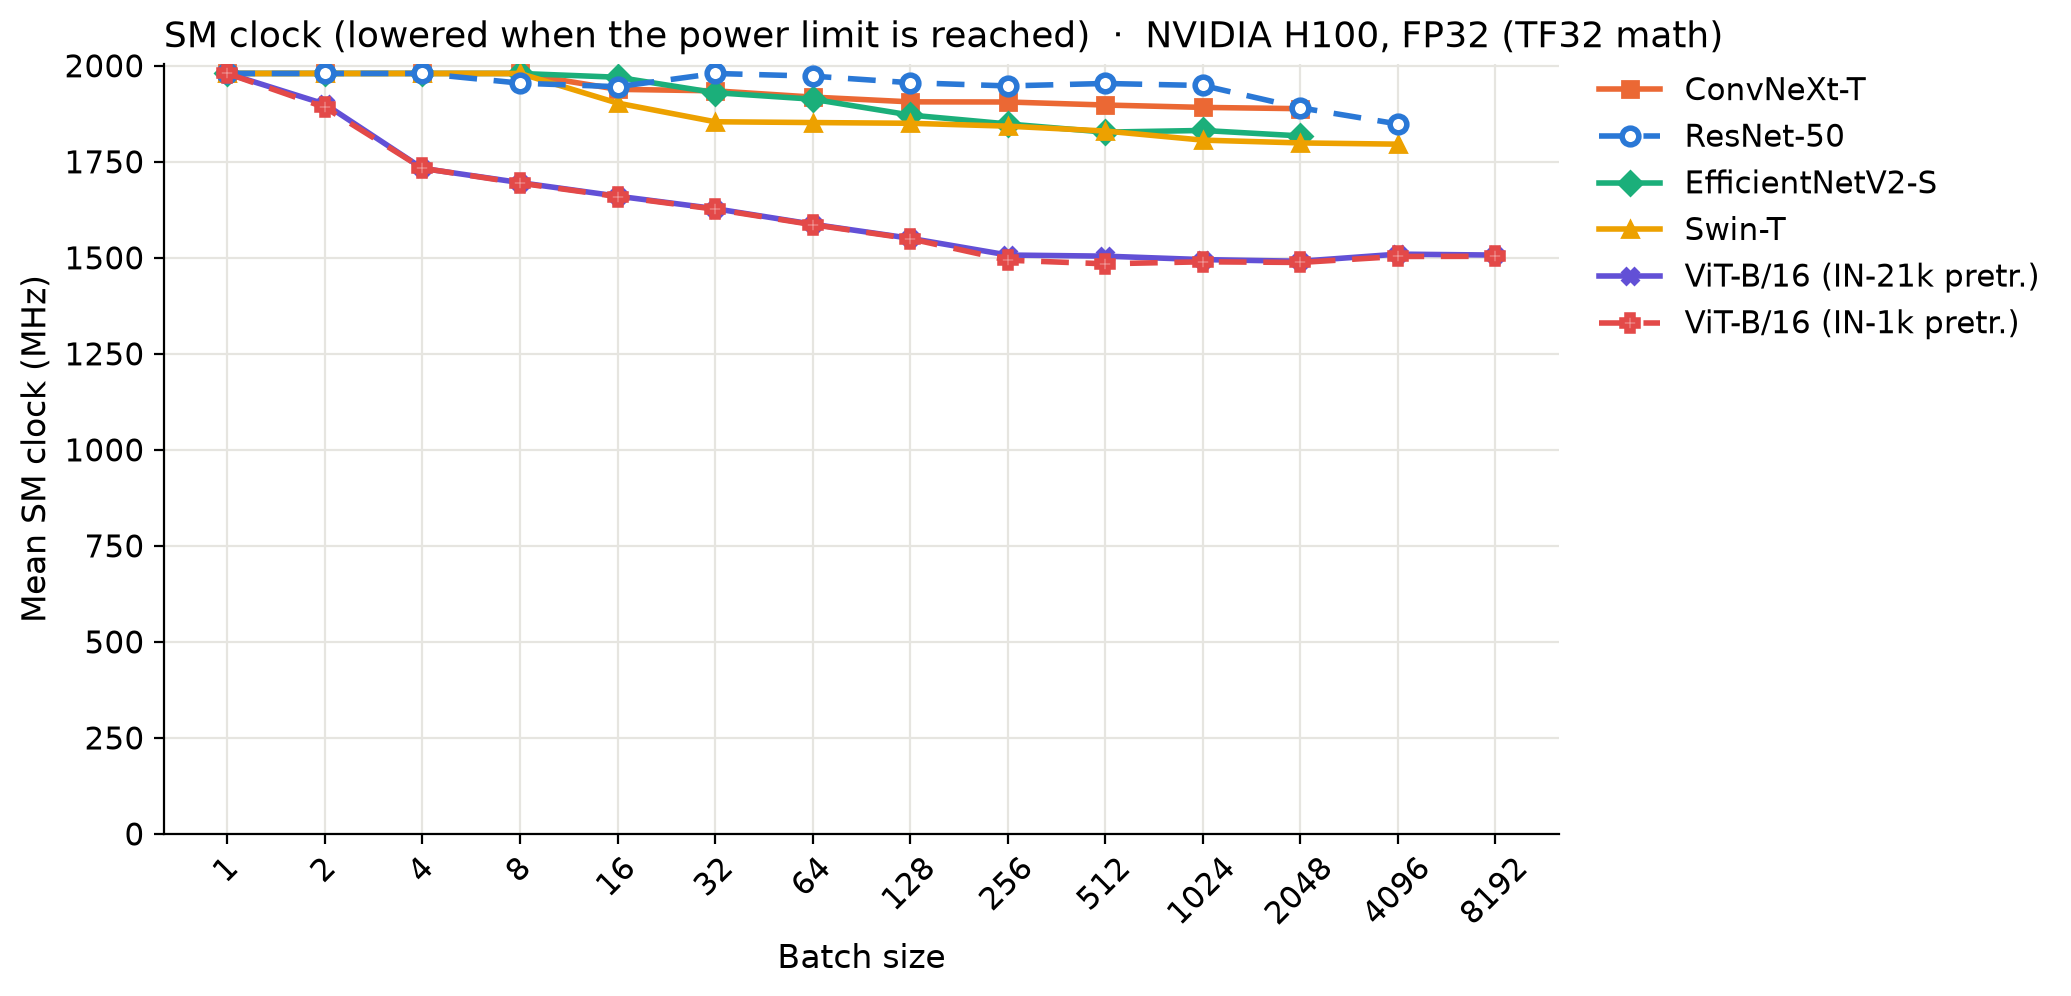 SM clock (lowered when the power limit is reached) · NVIDIA H100, FP32 (TF32 math)
Mean SM clock (MHz)
2000
1750
1500
1250
1000
750
500
250
0
1
2
4
8
16
32
64
128
256
512
1024
2048
4096
8192
Batch size
ConvNeXt-T
ResNet-50
EfficientNetV2-S
Swin-T
ViT-B/16 (IN-21k pretr.)
ViT-B/16 (IN-1k pretr.)